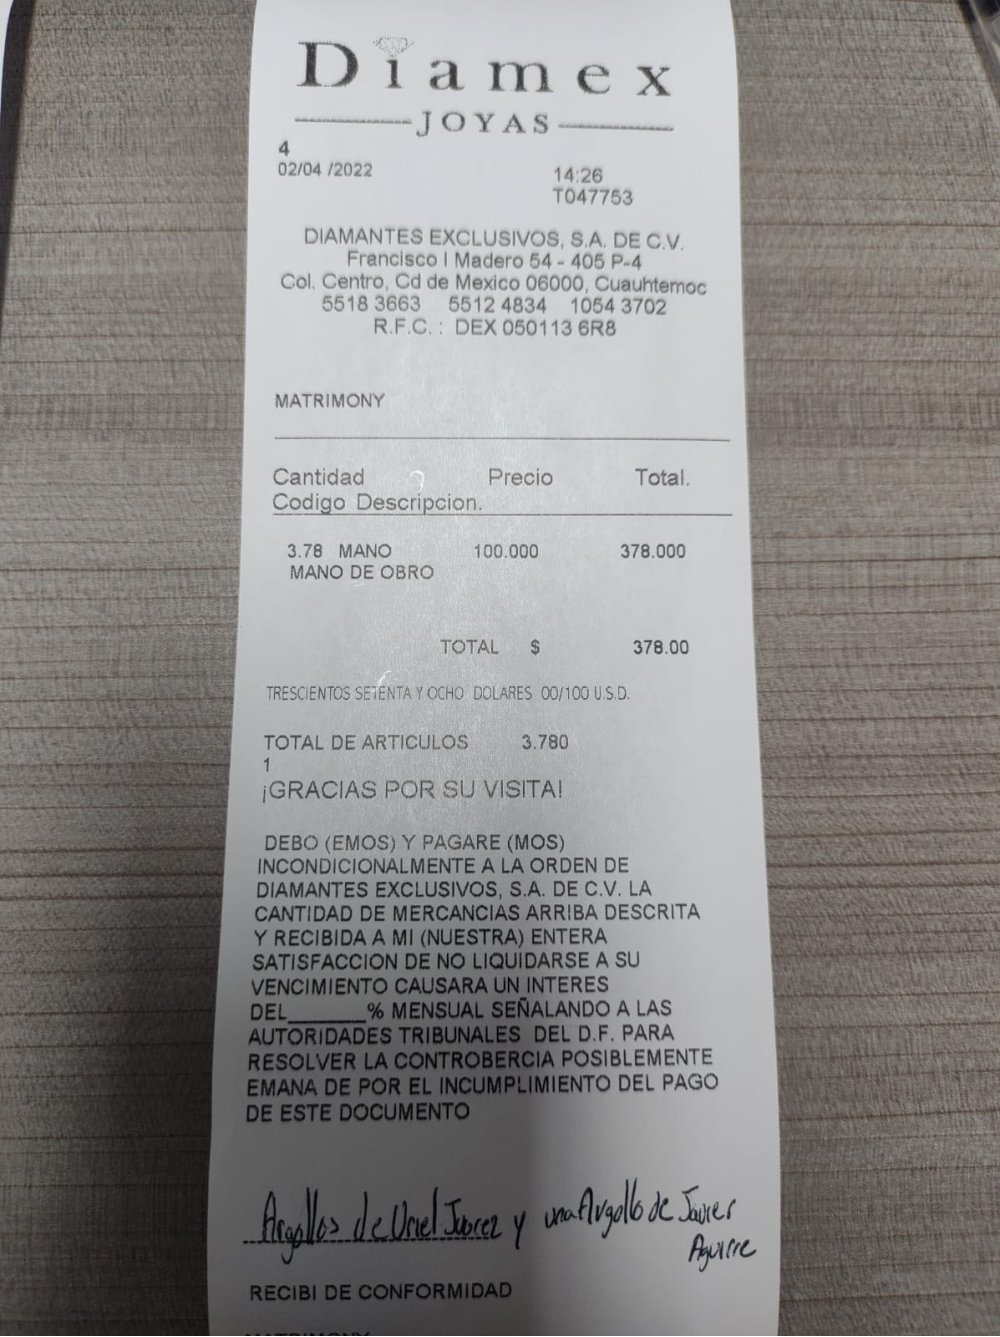 Diamex
JOYAS
4
02/04 /2022 14:26
T047753
DIAMANTES EXCLUSIVOS, S.A. DE C.V.
Francisco I Madero 54 - 405 P-4
Col. Centro, Cd de Mexico 06000, Cuauhtemoc
5518 3663 5512 4834 1054 3702
R.F.C. : DEX 050113 6R8
MATRIMONY
Cantidad Precio Total.
Codigo Descripcion.
3.78 MANO 100.000 378.000
MANO DE OBRO
TOTAL $ 378.00
TRESCIENTOS SETENTA Y OCHO DOLARES 00/100 U.S.D.
TOTAL DE ARTICULOS 3.780
1
¡GRACIAS POR SU VISITA!
DEBO (EMOS) Y PAGARE (MOS)
INCONDICIONALMENTE A LA ORDEN DE
DIAMANTES EXCLUSIVOS, S.A. DE C.V. LA
CANTIDAD DE MERCANCIAS ARRIBA DESCRITA
Y RECIBIDA A MI (NUESTRA) ENTERA
SATISFACCION DE NO LIQUIDARSE A SU
VENCIMIENTO CAUSARA UN INTERES
DEL______% MENSUAL SEÑALANDO A LAS
AUTORIDADES TRIBUNALES DEL D.F. PARA
RESOLVER LA CONTROBERCIA POSIBLEMENTE
EMANA DE POR EL INCUMPLIMIENTO DEL PAGO
DE ESTE DOCUMENTO
Argollas de Uriel Juarez y una Argolla de Javier
Aguirre
RECIBI DE CONFORMIDAD
MATRIMONY